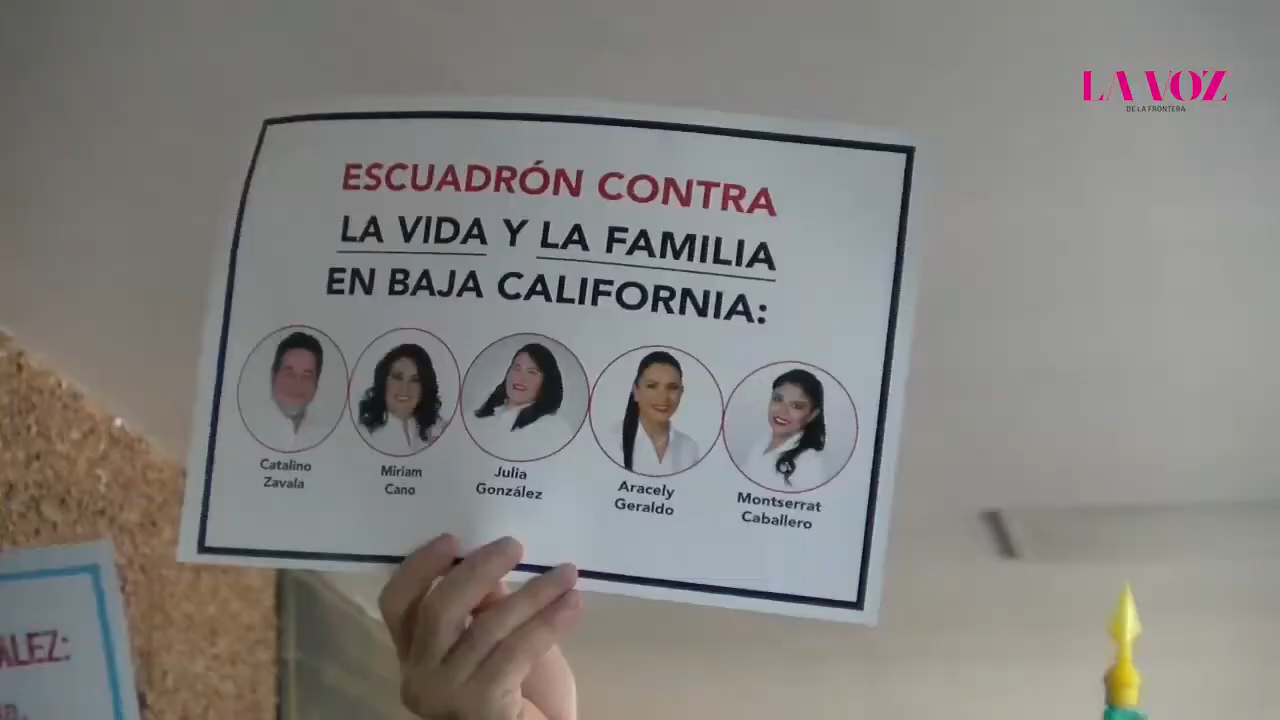 LA VOZ
DE LA FRONTERA
ESCUADRÓN CONTRA
LA VIDA Y LA FAMILIA
EN BAJA CALIFORNIA:
Catalino
Zavala
Miriam
Cano
Julia
González
Aracely
Geraldo
Montserrat
Caballero
ALEZ: